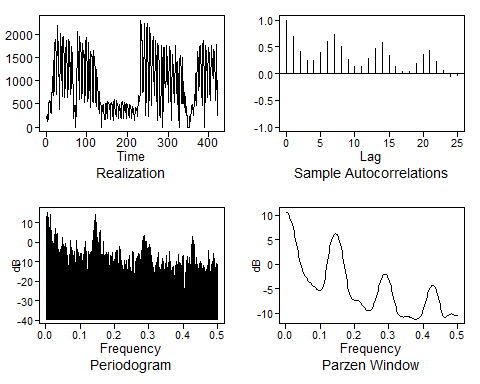 2000
1500
1000
500
0
0 100 200 300 400
Time
Realization
1.0
0.5
0.0
-0.5
-1.0
0 5 10 15 20 25
Lag
Sample Autocorrelations
10
0
-10
-20
-30
-40
dB
0.0 0.1 0.2 0.3 0.4 0.5
Frequency
Periodogram
10
5
0
-5
-10
dB
0.0 0.1 0.2 0.3 0.4 0.5
Frequency
Parzen Window